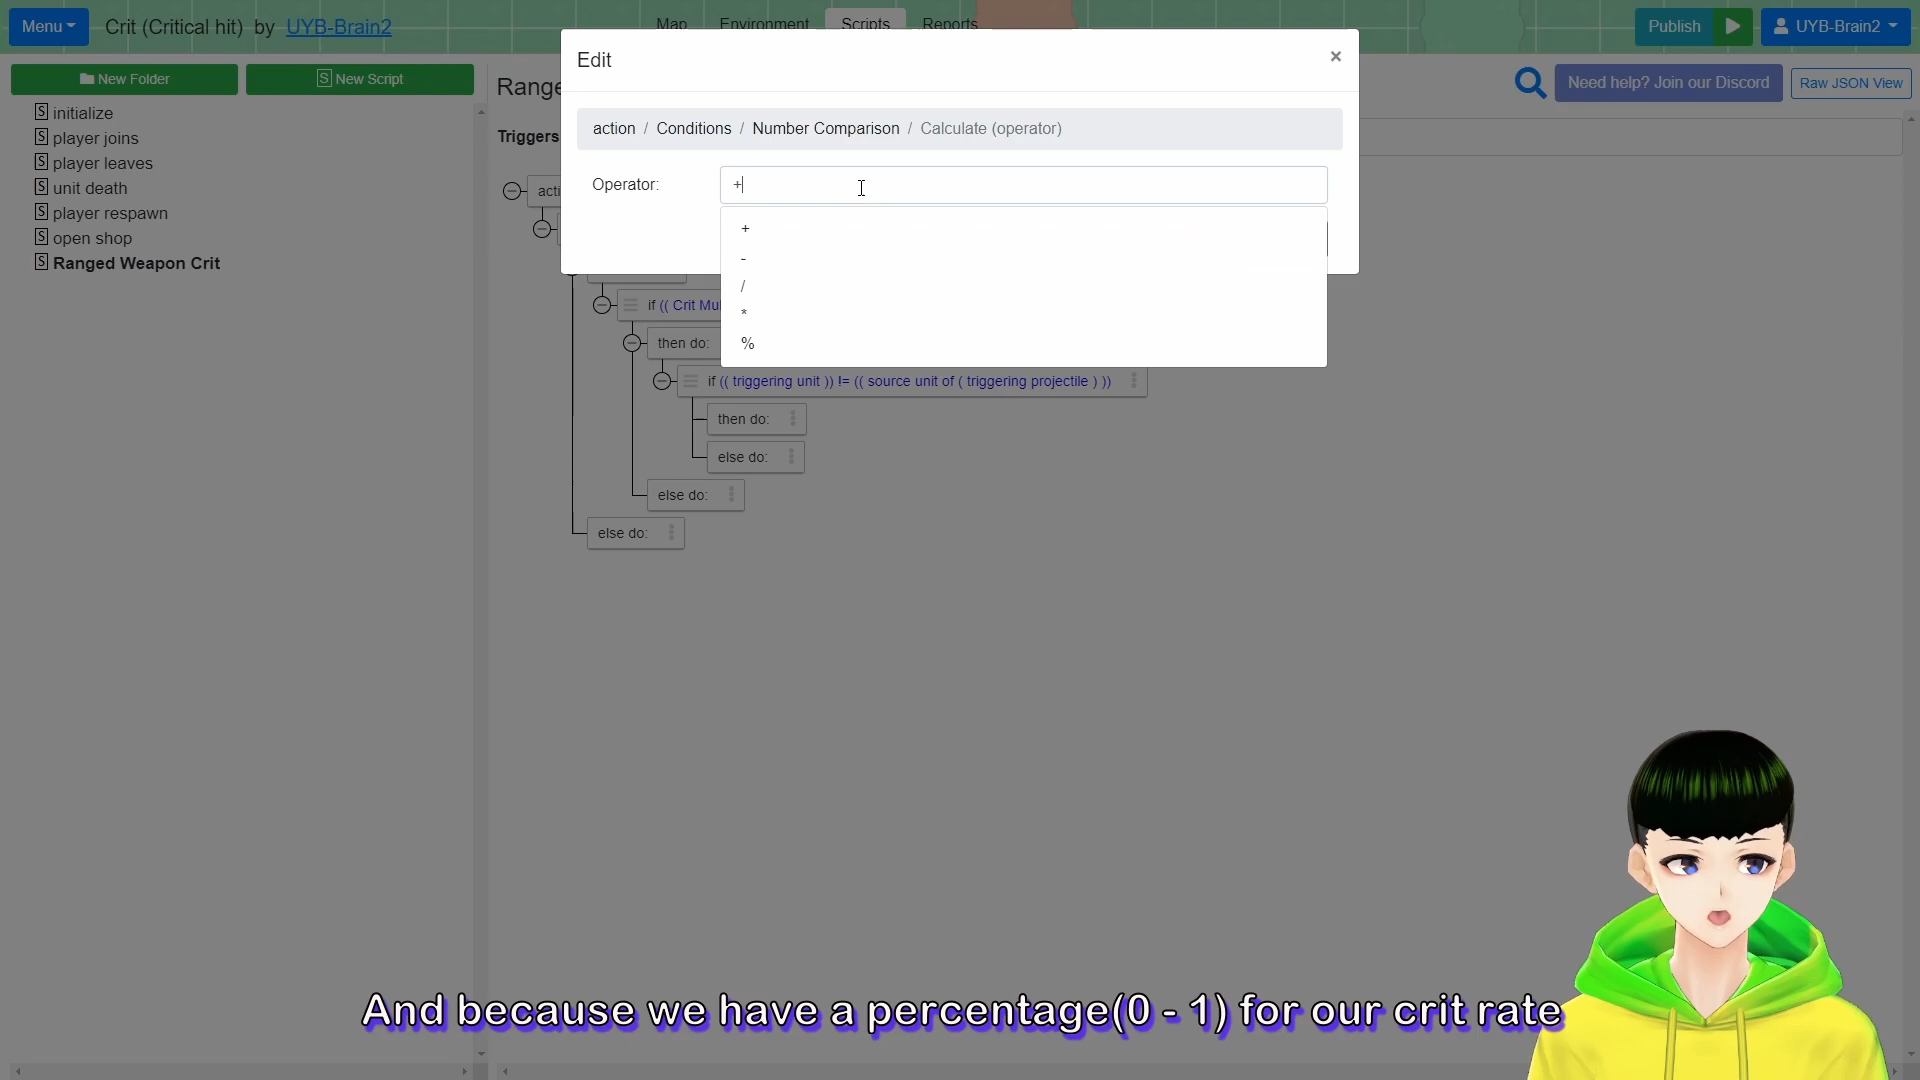 Menu
Crit (Critical hit) by UYB-Brain2
Map
Environment
Scripts
Reports
Publish
UYB-Brain2
New Folder
S New Script
S initialize
S player joins
S player leaves
S unit death
S player respawn
S open shop
S Ranged Weapon Crit
Need help? Join our Discord
Raw JSON View
Triggers
Edit
×
action / Conditions / Number Comparison / Calculate (operator)
Operator:
+
+
-
/
*
%
if (( Crit
then do:
if (( triggering unit )) != (( source unit of ( triggering projectile ) ))
then do:
else do:
else do:
else do:
And because we have a percentage(0 - 1) for our crit rate